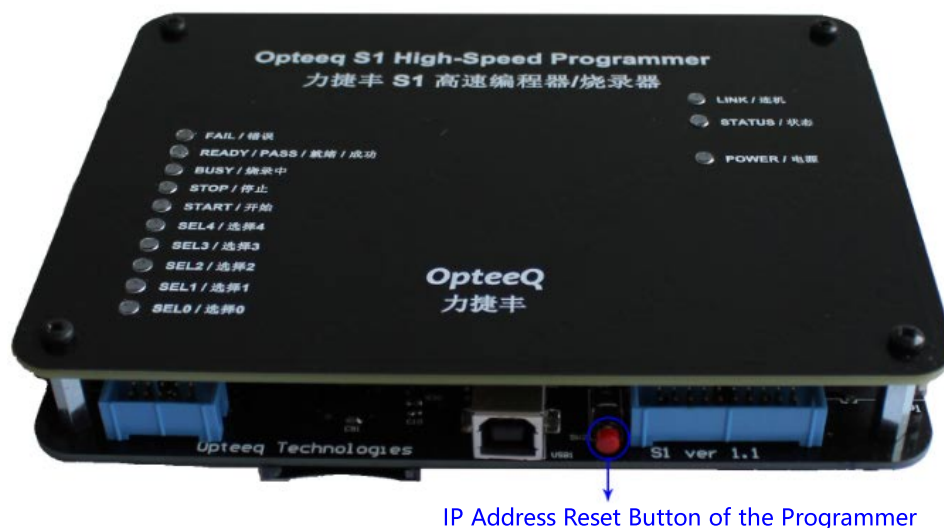 Opteeq S1 High-Speed Programmer
力捷丰 S1 高速编程器/烧录器
LINK / 连机
STATUS / 状态
POWER / 电源
FAIL / 错误
READY / PASS / 就绪 / 成功
BUSY / 烧录中
STOP / 停止
START / 开始
SEL4 / 选择4
SEL3 / 选择3
SEL2 / 选择2
SEL1 / 选择1
SEL0 / 选择0
OpteeQ
力捷丰
Opteeq Technologies
USB1
S1 ver 1.1
IP Address Reset Button of the Programmer